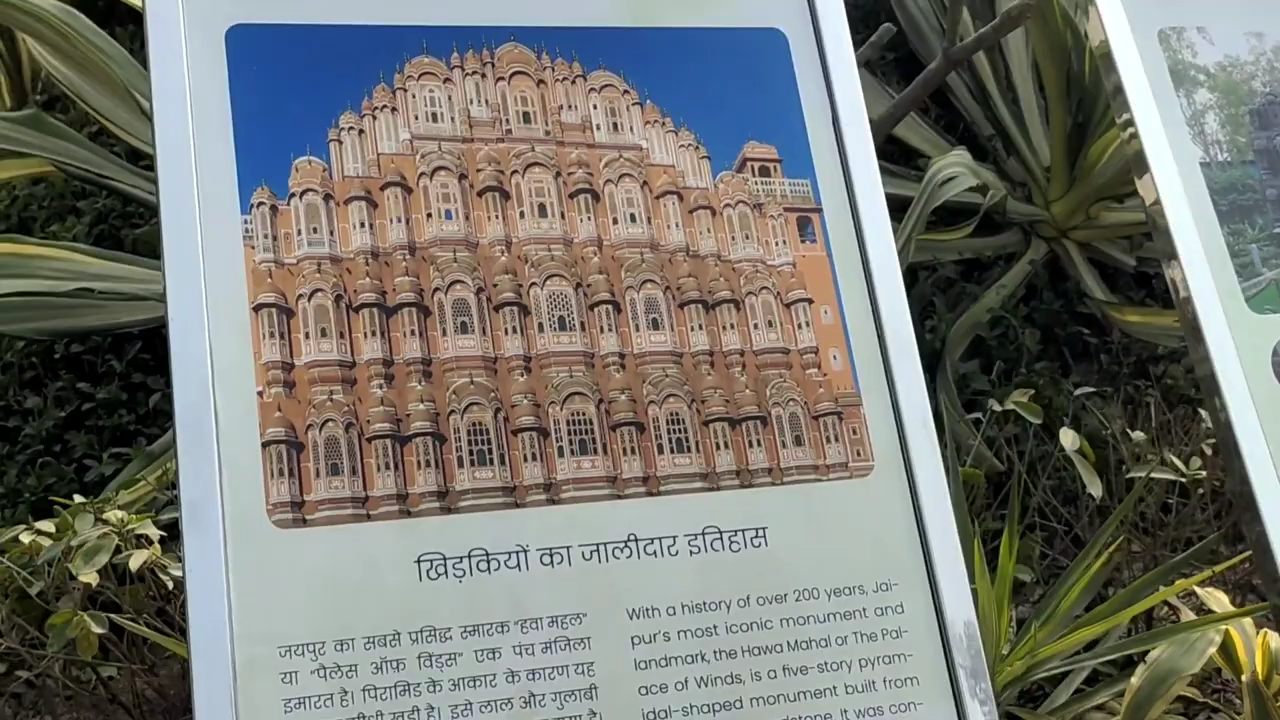 खिड़कियों का जालीदार इतिहास
जयपुर का सबसे प्रसिद्ध स्मारक "हवा महल"
या "पैलेस ऑफ़ विंड्स" एक पंच मंजिला
इमारत है। पिरामिड के आकार के कारण यह
खड़ी है। इसे लाल और गुलाबी
With a history of over 200 years, Jai-
pur's most iconic monument and
landmark, the Hawa Mahal or The Pal-
ace of Winds, is a five-story pyram-
idal-shaped monument built from
It was con-